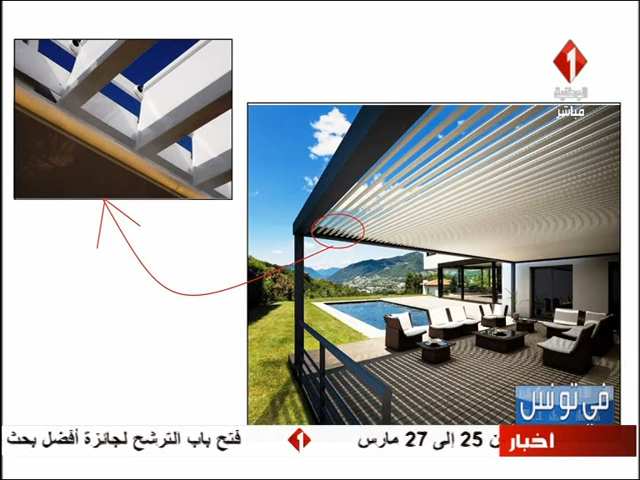 1
الوطنية
مباشر
في تونس
اخبار
ن 25 إلى 27 مارس
1
فتح باب الترشح لجائزة أفضل بحث